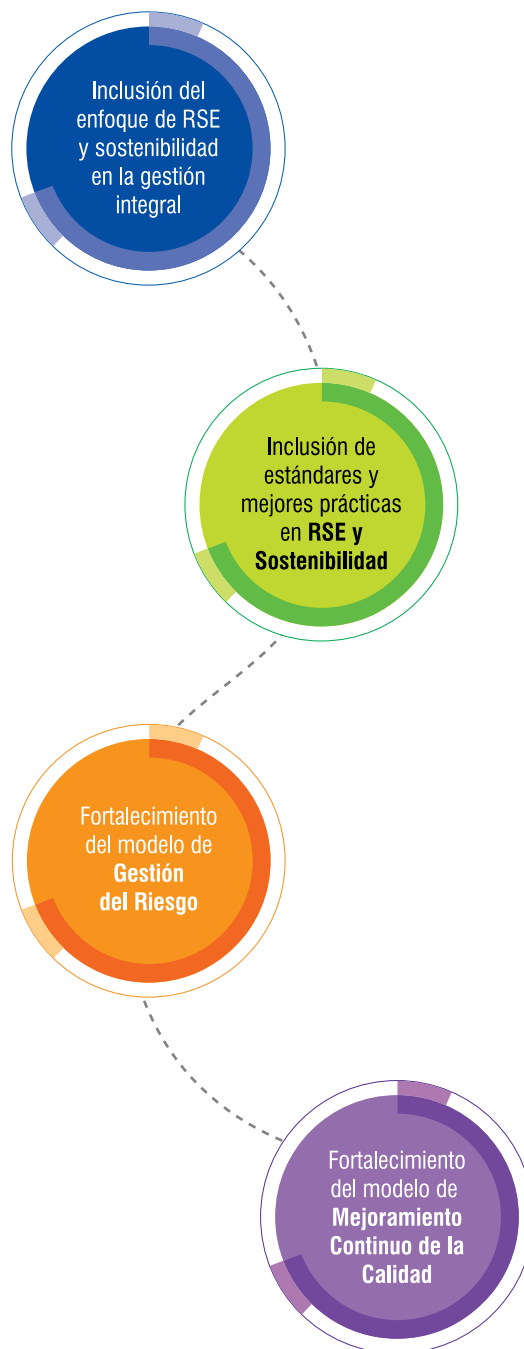 Inclusión del
enfoque de RSE
y sostenibilidad
en la gestión
integral
Inclusión de
estándares y
mejores prácticas
en RSE y
Sostenibilidad
Fortalecimiento
del modelo de
Gestión
del Riesgo
Fortalecimiento
del modelo de
Mejoramiento
Continuo de la
Calidad